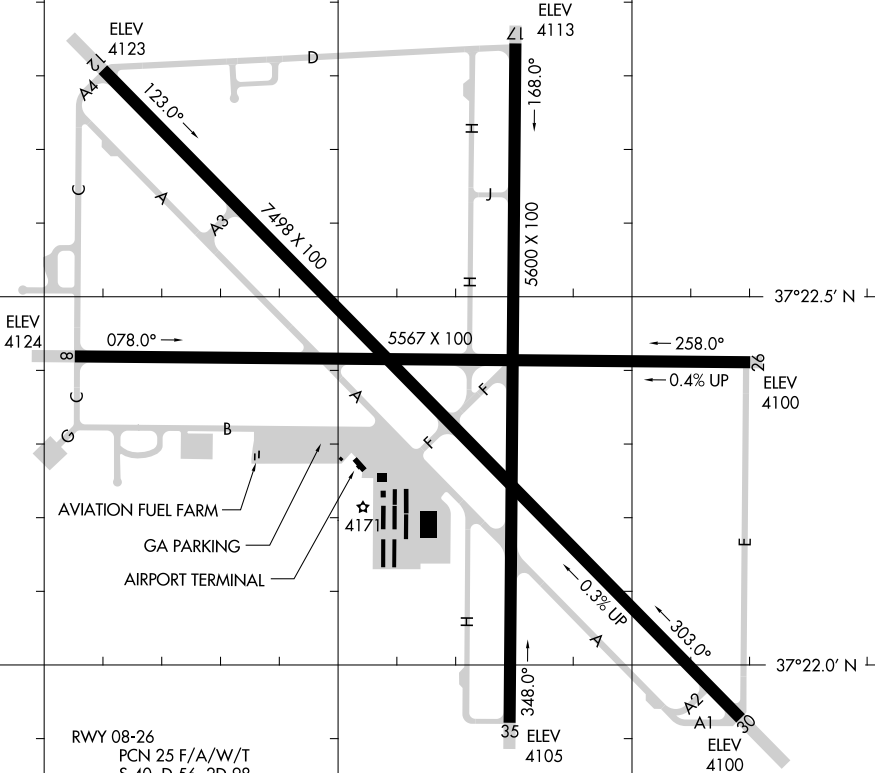 ELEV
4113
ELEV
4123
17
D
12
A4
123.0°
168.0°
H
J
C
A
A3
7498 X 100
5600 X 100
H
37°22.5' N
ELEV
4124
8
078.0°
5567 X 100
258.0°
26
0.4% UP
ELEV
4100
C
A
F
G
B
F
AVIATION FUEL FARM
4171
GA PARKING
E
AIRPORT TERMINAL
0.3% UP
H
A
303.0°
37°22.0' N
348.0°
A2
A1
30
35
ELEV
4105
ELEV
4100
RWY 08-26
PCN 25 F/A/W/T